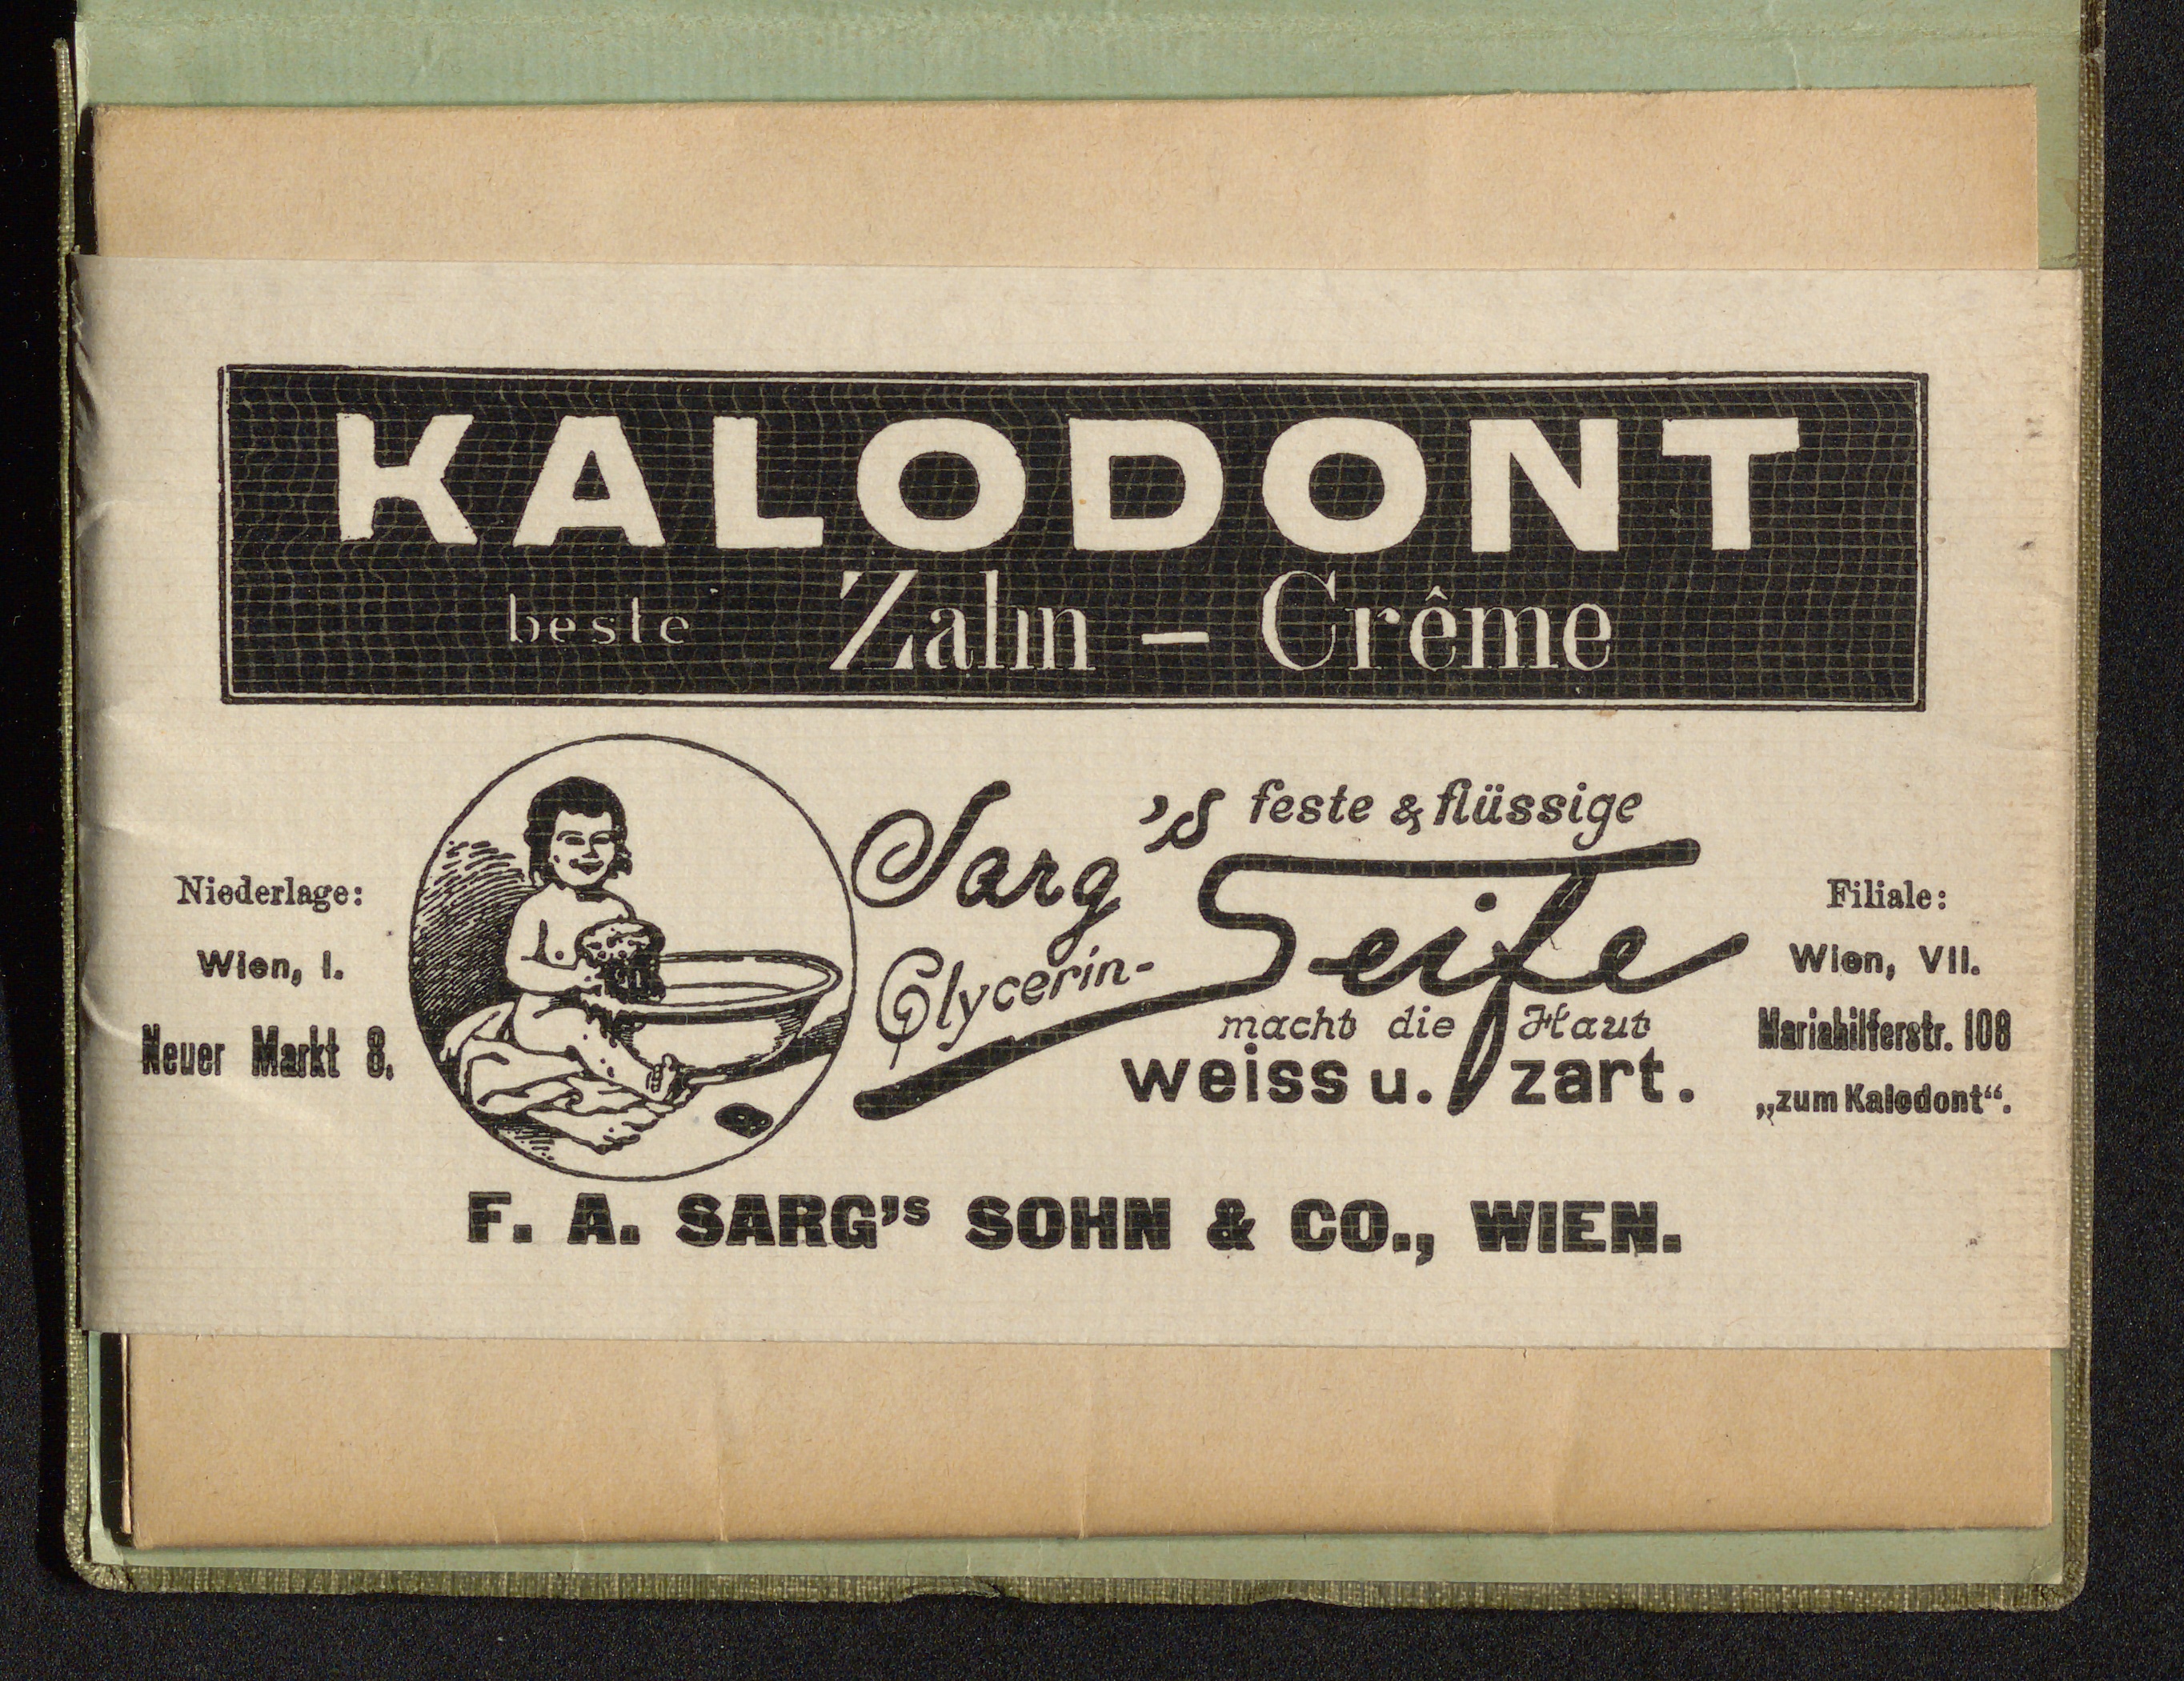 KALODONT
beste Zahn – Crême
Sarg's feste & flüssige
Glycerin-Seife
macht die Haut
weiss u. zart.
Niederlage:
Wien, I.
Neuer Markt 8.
Filiale:
Wien, VII.
Mariahilferstr. 108
„zum Kalodont“.
F. A. SARG's SOHN & CO., WIEN.